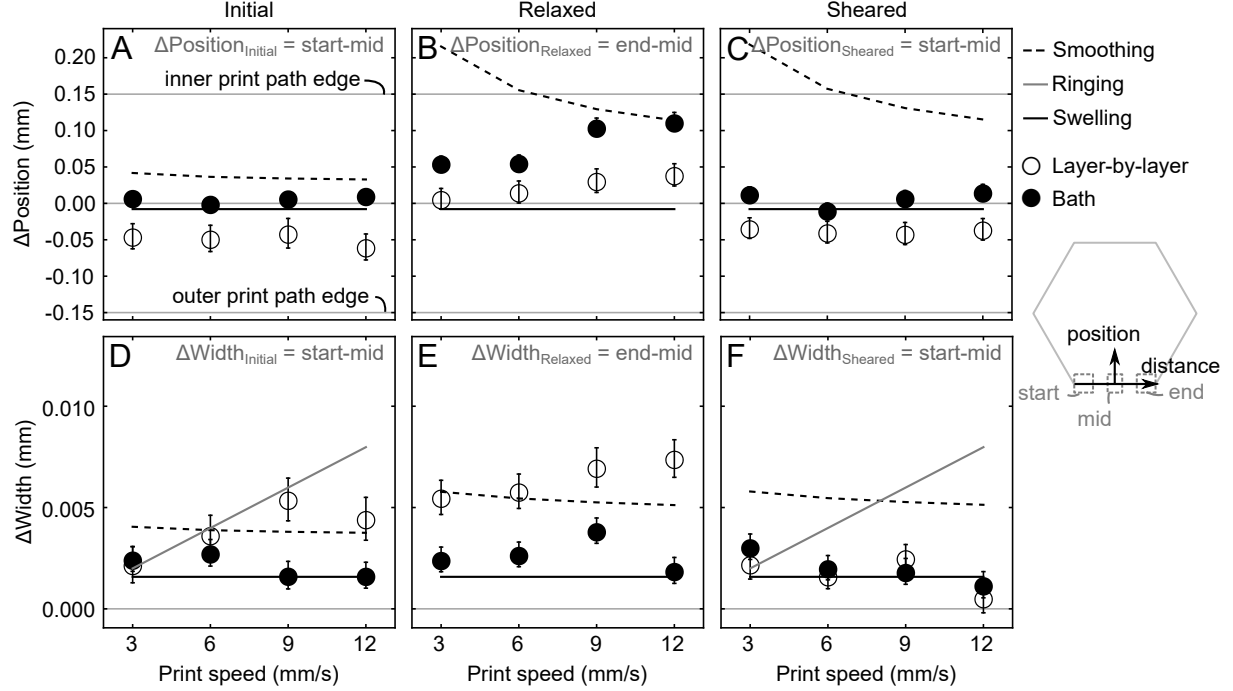 Initial
Relaxed
Sheared
A
ΔPosition_Initial = start-mid
B
ΔPosition_Relaxed = end-mid
C
ΔPosition_Sheared = start-mid
inner print path edge
outer print path edge
ΔPosition (mm)
0.20
0.15
0.10
0.05
0.00
-0.05
-0.10
-0.15
Smoothing
Ringing
Swelling
Layer-by-layer
Bath
D
ΔWidth_Initial = start-mid
E
ΔWidth_Relaxed = end-mid
F
ΔWidth_Sheared = start-mid
ΔWidth (mm)
0.010
0.005
0.000
position
distance
start
end
mid
3 6 9 12
3 6 9 12
3 6 9 12
Print speed (mm/s)
Print speed (mm/s)
Print speed (mm/s)